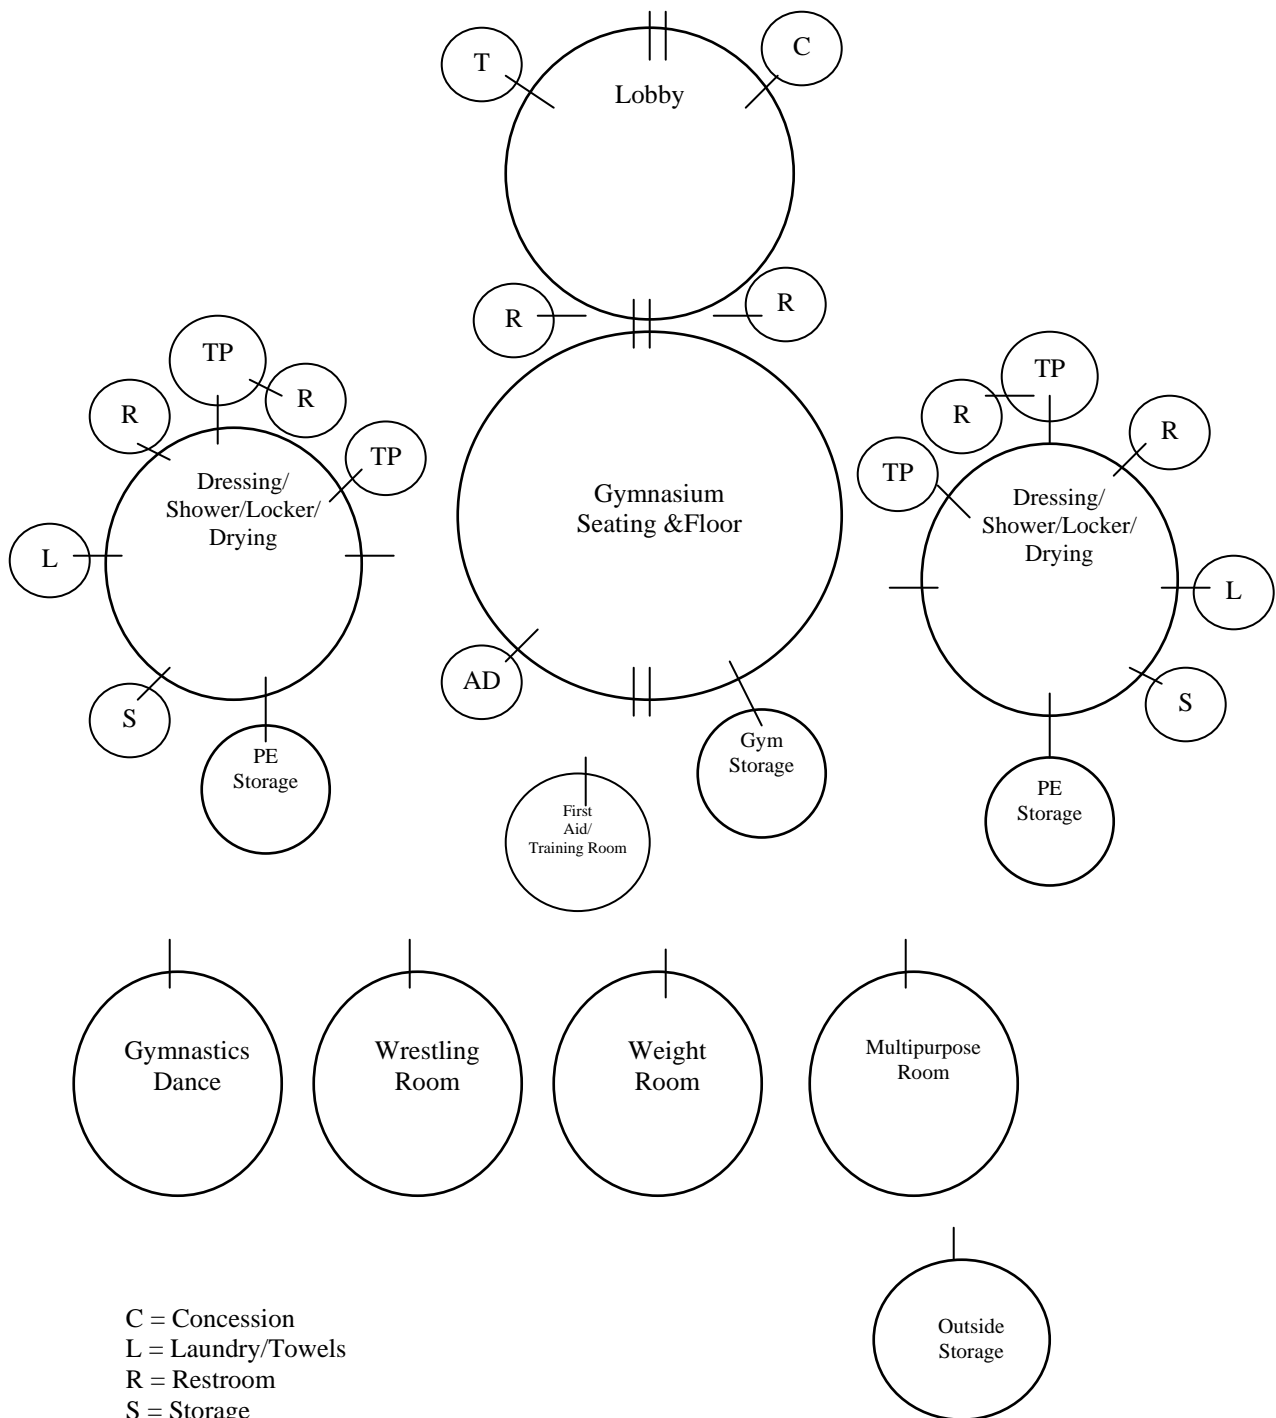 T
C
Lobby
R
R
TP
R
R
TP
Dressing/
Shower/Locker/
Drying
L
S
PE
Storage
Gymnasium
Seating &Floor
AD
Gym
Storage
First
Aid/
Training Room
TP
R
R
TP
Dressing/
Shower/Locker/
Drying
L
S
PE
Storage
Gymnastics
Dance
Wrestling
Room
Weight
Room
Multipurpose
Room
Outside
Storage
C = Concession
L = Laundry/Towels
R = Restroom
S = Storage